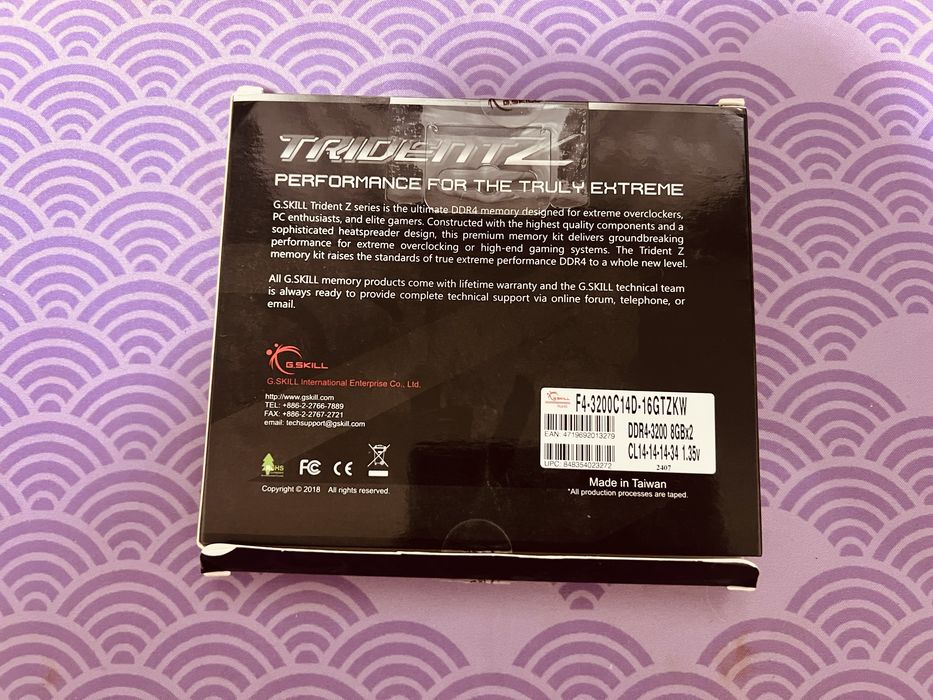 G.SKILL
TRIDENT Z
PERFORMANCE FOR THE TRULY EXTREME
G.SKILL Trident Z series is the ultimate DDR4 memory designed for extreme overclockers,
PC enthusiasts, and elite gamers. Constructed with the highest quality components and a
sophisticated heatspreader design, this premium memory kit delivers groundbreaking
performance for extreme overclocking or high-end gaming systems. The Trident Z
memory kit raises the standards of true extreme performance DDR4 to a whole new level.
All G.SKILL memory products come with lifetime warranty and the G.SKILL technical team
is always ready to provide complete technical support via online forum, telephone, or
email.
G.SKILL
G.SKILL International Enterprise Co., Ltd.
http://www.gskill.com
TEL: +886-2-2766-7889
FAX: +886-2-2767-2721
email: techsupport@gskill.com
FC CE
Copyright © 2018 All rights reserved.
G.SKILL
F4-3200C14D-16GTZKW
EAN: 4719692013279
DDR4-3200 8GBx2
CL14-14-14-34 1.35v
UPC: 848354023272
2407
Made in Taiwan
*All production processes are taped.